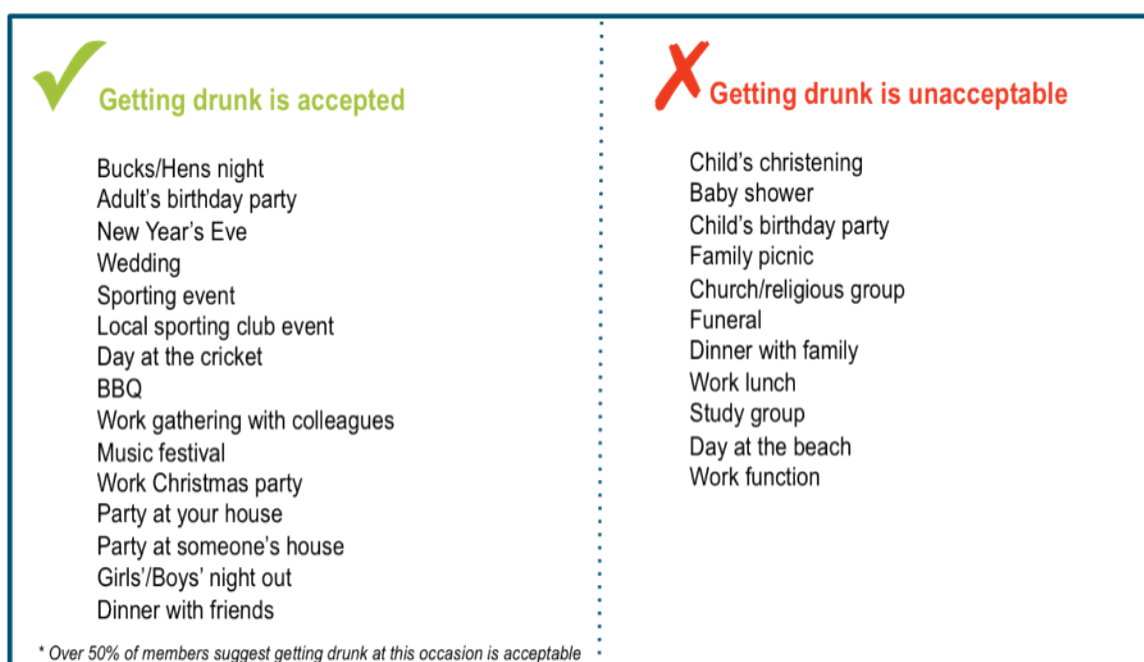 Getting drunk is accepted
Bucks/Hens night
Adult's birthday party
New Year's Eve
Wedding
Sporting event
Local sporting club event
Day at the cricket
BBQ
Work gathering with colleagues
Music festival
Work Christmas party
Party at your house
Party at someone's house
Girls'/Boys' night out
Dinner with friends
* Over 50% of members suggest getting drunk at this occasion is acceptable
Getting drunk is unacceptable
Child's christening
Baby shower
Child's birthday party
Family picnic
Church/religious group
Funeral
Dinner with family
Work lunch
Study group
Day at the beach
Work function